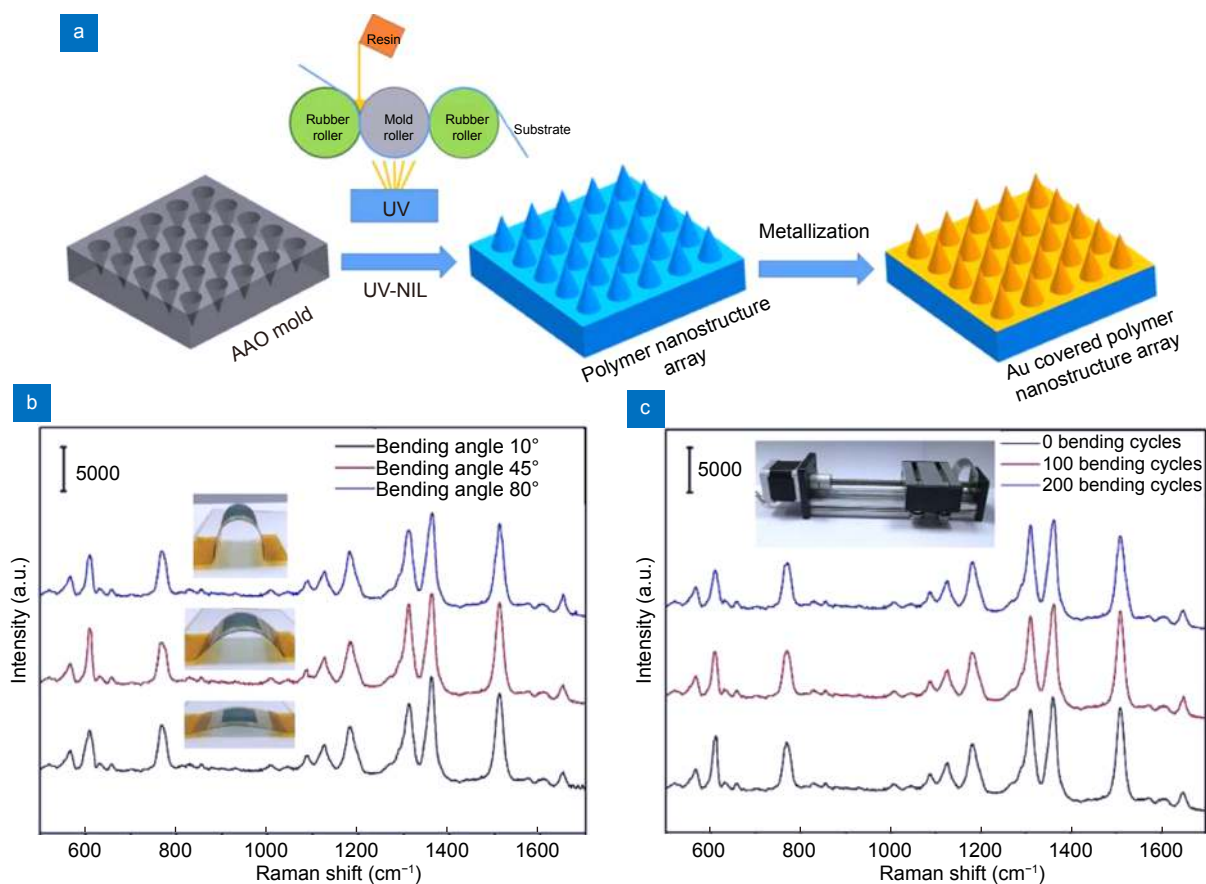 a
Resin
Rubber
roller
Mold
roller
Rubber
roller
Substrate
UV
UV-NIL
Metallization
AAO mold
Polymer nanostructure
array
Au covered polymer
nanostructure array
b
5000
Bending angle 10°
Bending angle 45°
Bending angle 80°
Intensity (a.u.)
600 800 1000 1200 1400 1600
Raman shift (cm⁻¹)
c
5000
0 bending cycles
100 bending cycles
200 bending cycles
Intensity (a.u.)
600 800 1000 1200 1400 1600
Raman shift (cm⁻¹)